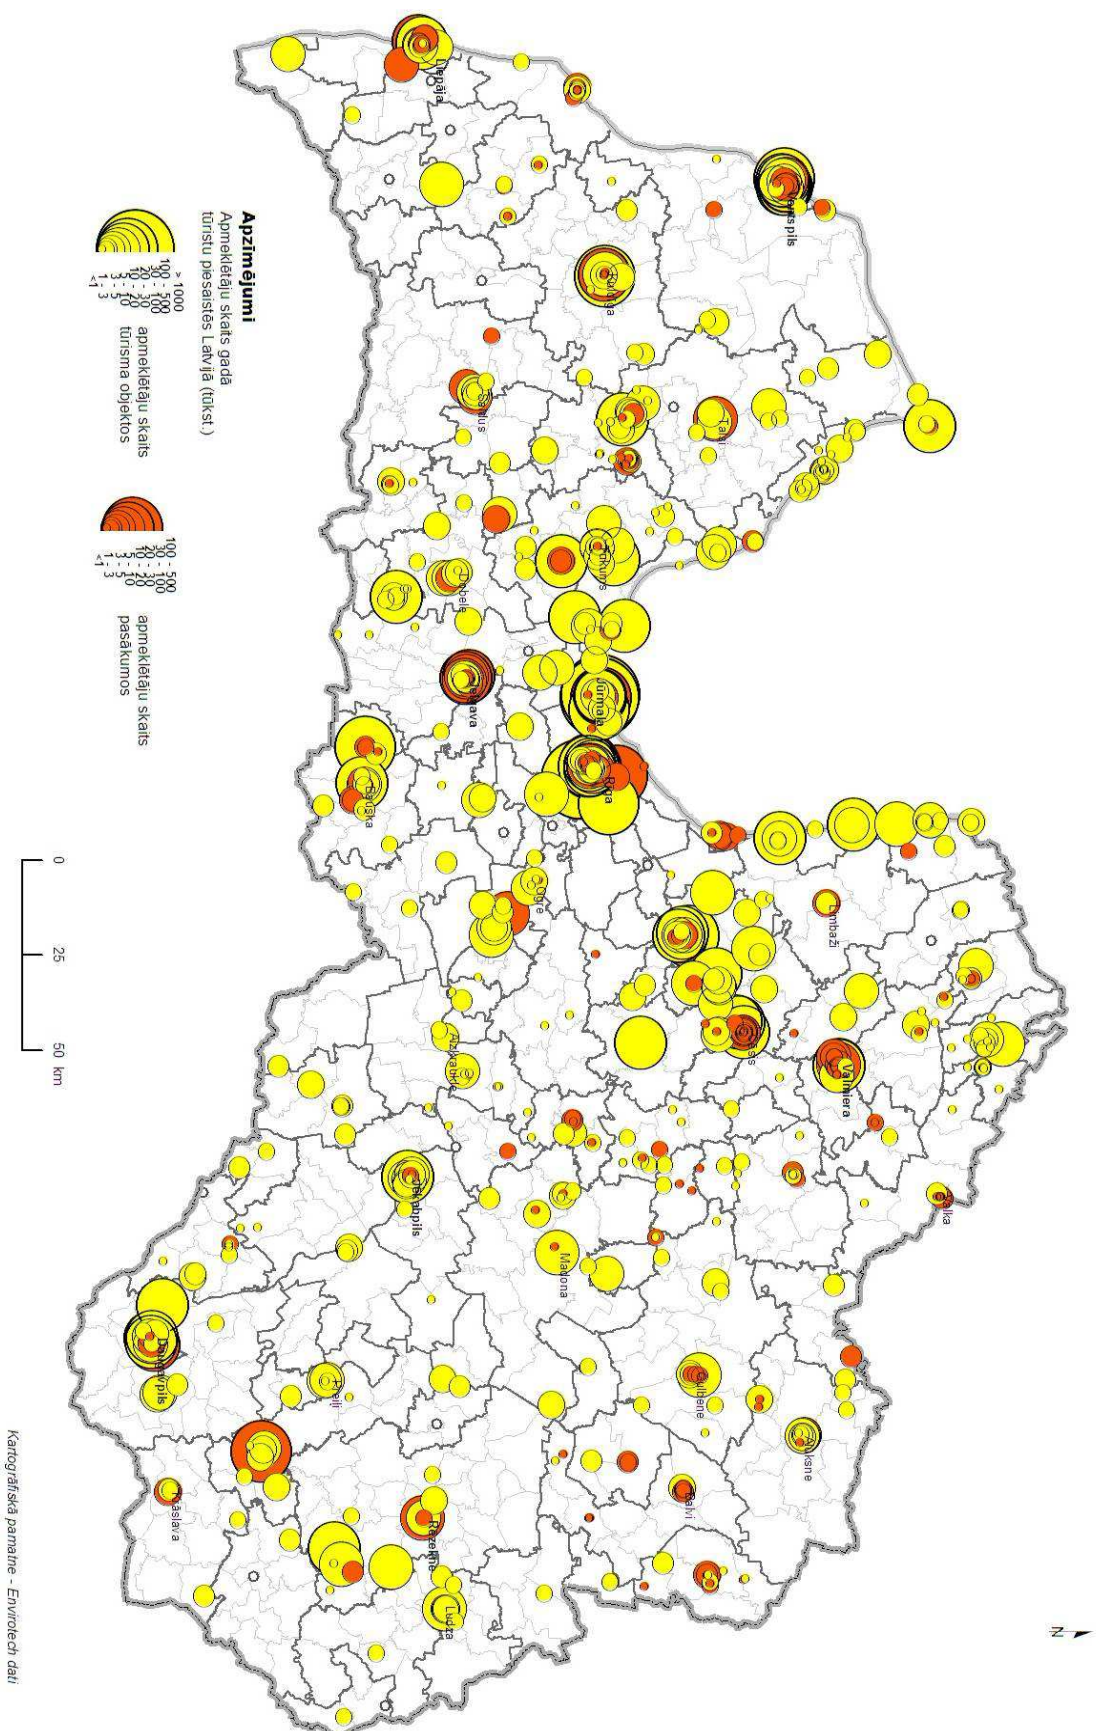 Apzīmējumi
Apmeklētāju skaits gadā
tūristu piesaistēs Latvijā (tūkst.)
> 1000
100 - 500
30 - 100
20 - 30
10 - 20
5 - 10
3 - 5
1 - 3
<1
apmeklētāju skaits
tūrisma objektos
100 - 500
30 - 100
20 - 30
10 - 20
5 - 10
3 - 5
1 - 3
<1
apmeklētāju skaits
pasākumos
Liepāja
Ventspils
Kuldīga
Saldus
Talsi
Tukums
Dobele
Jelgava
Jūrmala
Rīga
Bauska
Ogre
Limbaži
Cēsis
Valmiera
Aizkraukle
Valka
Jēkabpils
Madona
Daugavpils
Preiļi
Gulbene
Alūksne
Balvi
Krāslava
Rēzekne
Ludza
N
0
25
50 km
Kartogrāfiskā pamatne - Envirotech dati